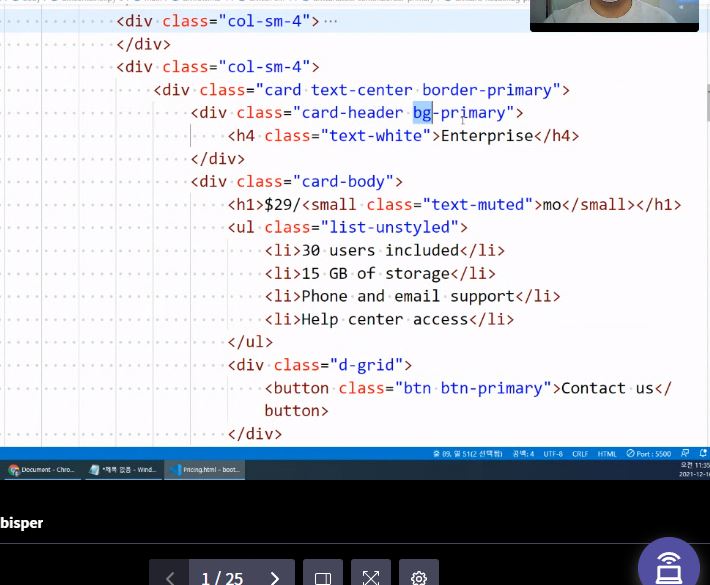 <div class="col-sm-4"> ...
</div>
<div class="col-sm-4">
<div class="card text-center border-primary">
<div class="card-header bg-primary">
<h4 class="text-white">Enterprise</h4>
</div>
<div class="card-body">
<h1>$29/<small class="text-muted">mo</small></h1>
<ul class="list-unstyled">
<li>30 users included</li>
<li>15 GB of storage</li>
<li>Phone and email support</li>
<li>Help center access</li>
</ul>
<div class="d-grid">
<button class="btn btn-primary">Contact us</
button>
</div>
줄 89, 열 51(2 선택됨) 공백: 4 UTF-8 CRLF HTML Port : 5500
Document - Chro... *제목 없음 - Wind... Pricing.html - boot...
오전 11:35
2021-12-16
bisper
1 / 25